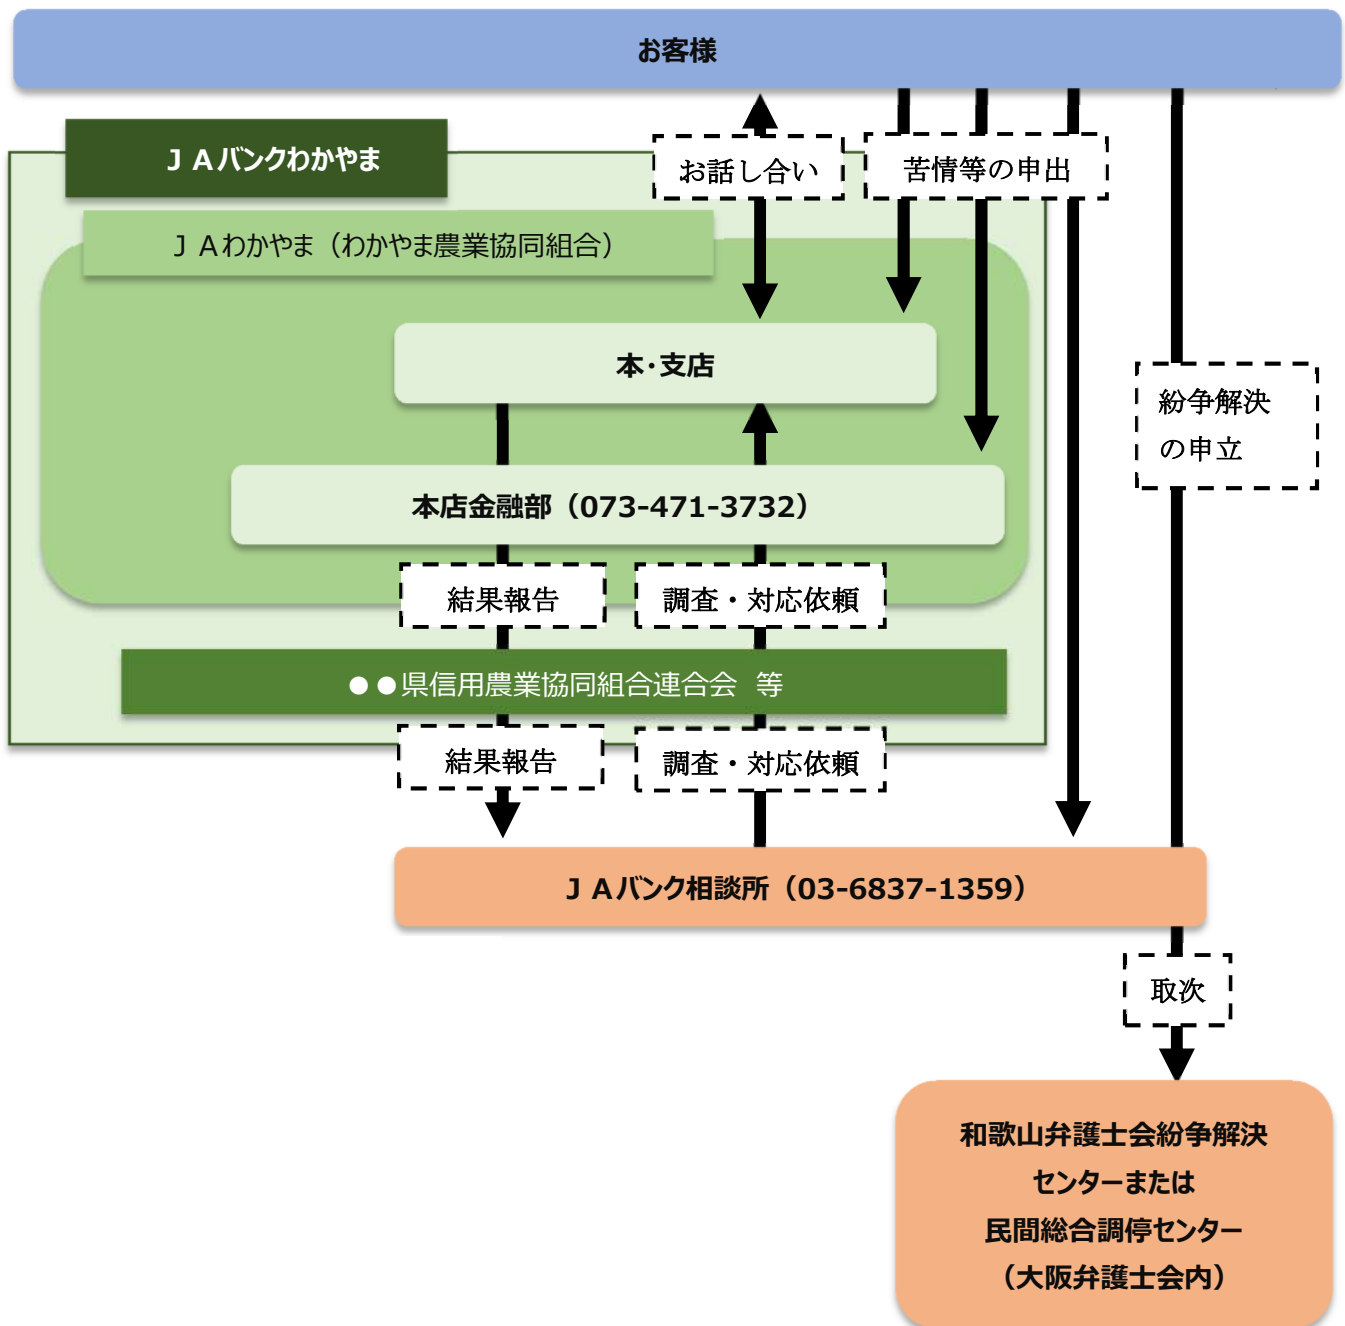 お客様
ＪＡバンクわかやま
お話し合い
苦情等の申出
ＪＡわかやま（わかやま農業協同組合）
本・支店
紛争解決
の申立
本店金融部（073-471-3732）
結果報告
調査・対応依頼
●●県信用農業協同組合連合会 等
結果報告
調査・対応依頼
ＪＡバンク相談所（03-6837-1359）
取次
和歌山弁護士会紛争解決
センターまたは
民間総合調停センター
（大阪弁護士会内）